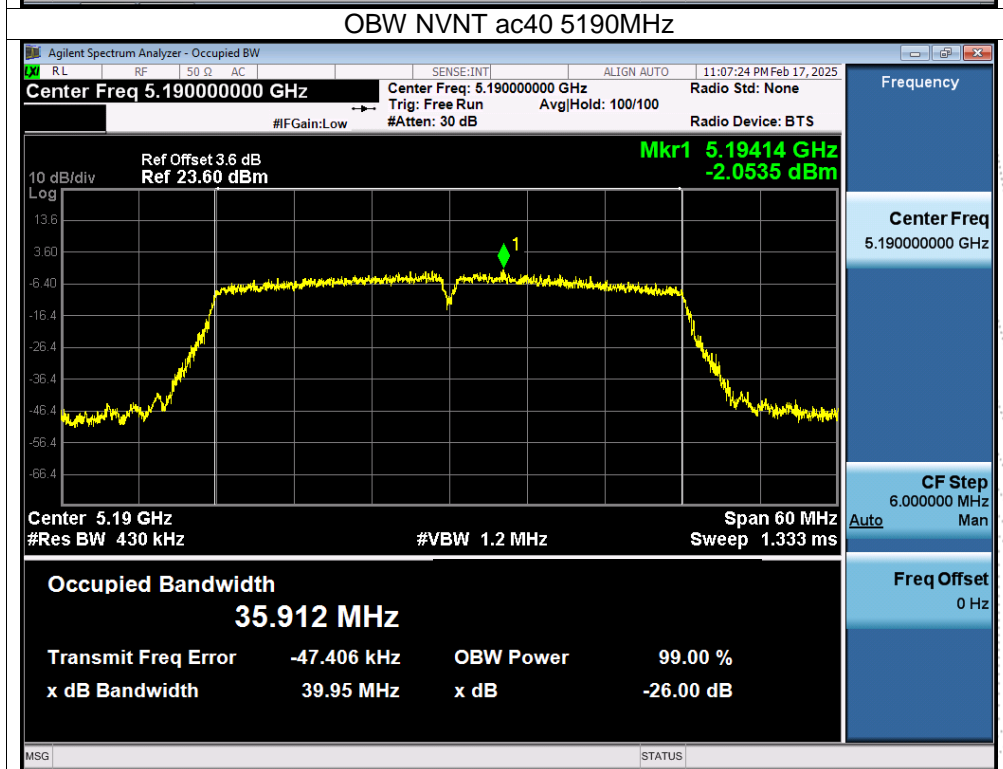 OBW NVNT ac40 5190MHz
Agilent Spectrum Analyzer - Occupied BW
LXI RL RF 50 Ω AC SENSE:INT ALIGN AUTO 11:07:24 PM Feb 17, 2025
Center Freq 5.190000000 GHz
Center Freq: 5.190000000 GHz
Radio Std: None
Trig: Free Run
Avg|Hold: 100/100
#IFGain:Low
#Atten: 30 dB
Radio Device: BTS
Mkr1 5.19414 GHz
-2.0535 dBm
Ref Offset 3.6 dB
10 dB/div Ref 23.60 dBm
Log
13.6
3.60
-6.40
-16.4
-26.4
-36.4
-46.4
-56.4
-66.4
1
Center 5.19 GHz
Span 60 MHz
#Res BW 430 kHz
#VBW 1.2 MHz
Sweep 1.333 ms
Occupied Bandwidth
35.912 MHz
Transmit Freq Error -47.406 kHz OBW Power 99.00 %
x dB Bandwidth 39.95 MHz x dB -26.00 dB
Frequency
Center Freq
5.190000000 GHz
CF Step
6.000000 MHz
Auto Man
Freq Offset
0 Hz
MSG
STATUS